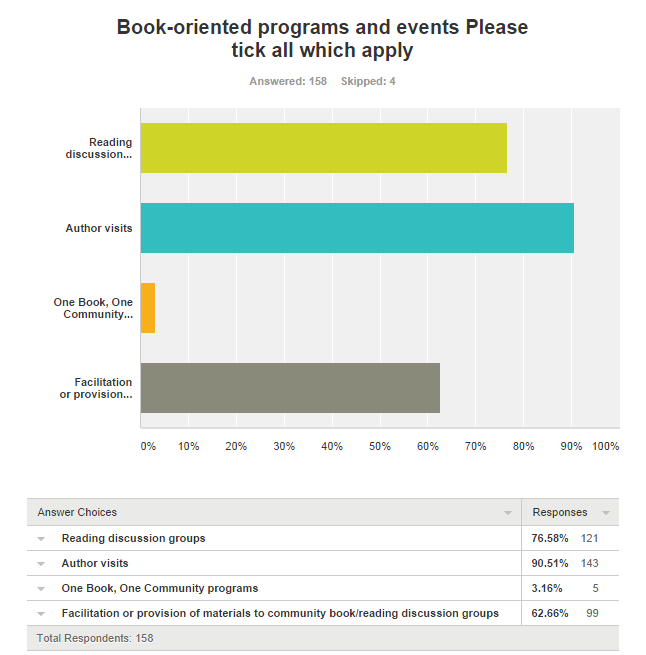 Book-oriented programs and events Please
tick all which apply
Answered: 158 Skipped: 4
Reading
discussion...
Author visits
One Book, One
Community...
Facilitation
or provision...
0% 10% 20% 30% 40% 50% 60% 70% 80% 90% 100%
Answer Choices Responses
Reading discussion groups 76.58% 121
Author visits 90.51% 143
One Book, One Community programs 3.16% 5
Facilitation or provision of materials to community book/reading discussion groups 62.66% 99
Total Respondents: 158